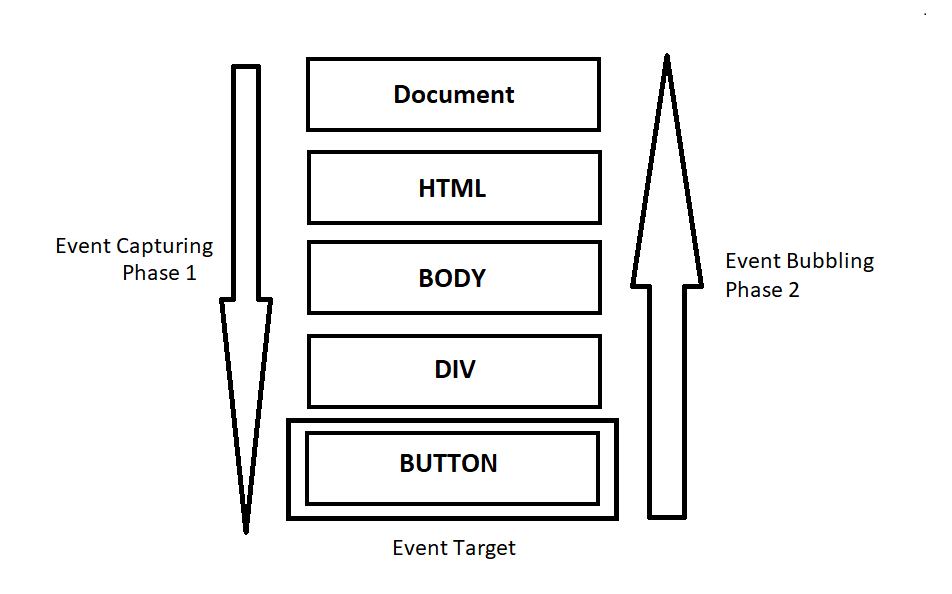 Document
HTML
Event Capturing
Phase 1
BODY
Event Bubbling
Phase 2
DIV
BUTTON
Event Target